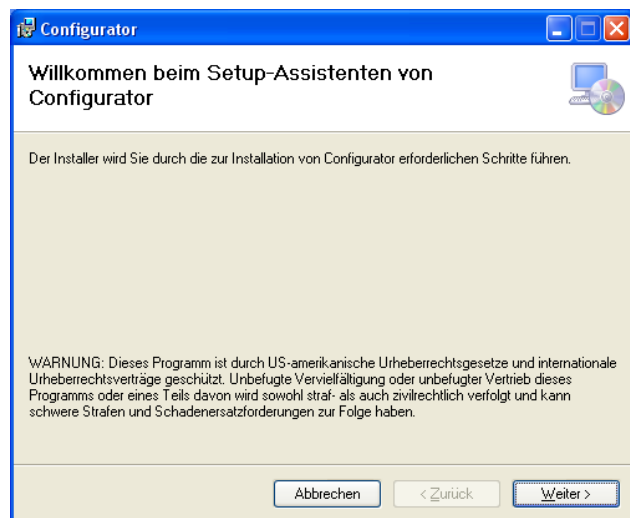 Configurator
Willkommen beim Setup-Assistenten von
Configurator
Der Installer wird Sie durch die zur Installation von Configurator erforderlichen Schritte führen.
WARNUNG: Dieses Programm ist durch US-amerikanische Urheberrechtsgesetze und internationale
Urheberrechtsverträge geschützt. Unbefugte Vervielfältigung oder unbefugter Vertrieb dieses
Programms oder eines Teils davon wird sowohl straf- als auch zivilrechtlich verfolgt und kann
schwere Strafen und Schadenersatzforderungen zur Folge haben.
Abbrechen
< Zurück
Weiter >